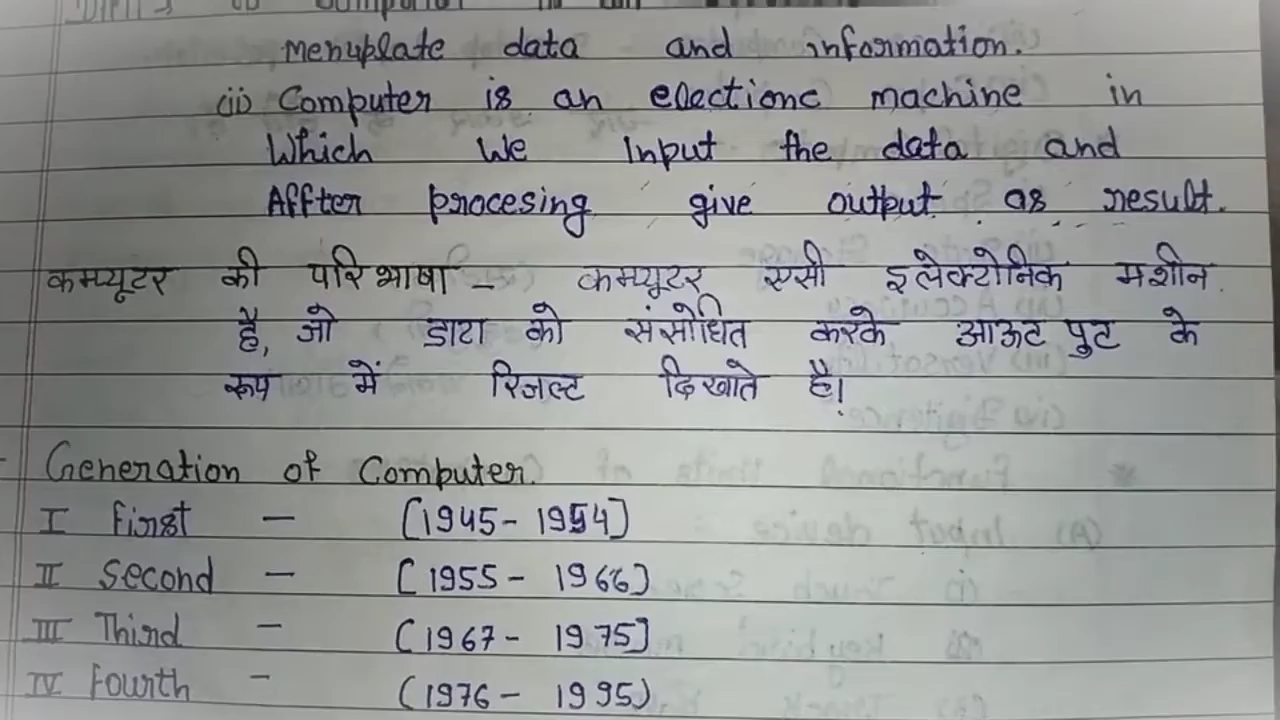 menuplate data and information.
(ii) Computer is an elections machine in
Which We Input the data and
Affter procesing give output as result.
कम्प्यूटर की परिभाषा - कम्प्यूटर एसी इलेक्टोनिक मशीन
है, जो डाटा को संसोधित करके आऊट पुट के
रूप में रिजल्ट दिखाते है।
Generation of Computer.
I First - [1945 - 1954]
II Second - [1955 - 1966]
III Third - (1967 - 1975]
IV Fourth - (1976 - 1995)